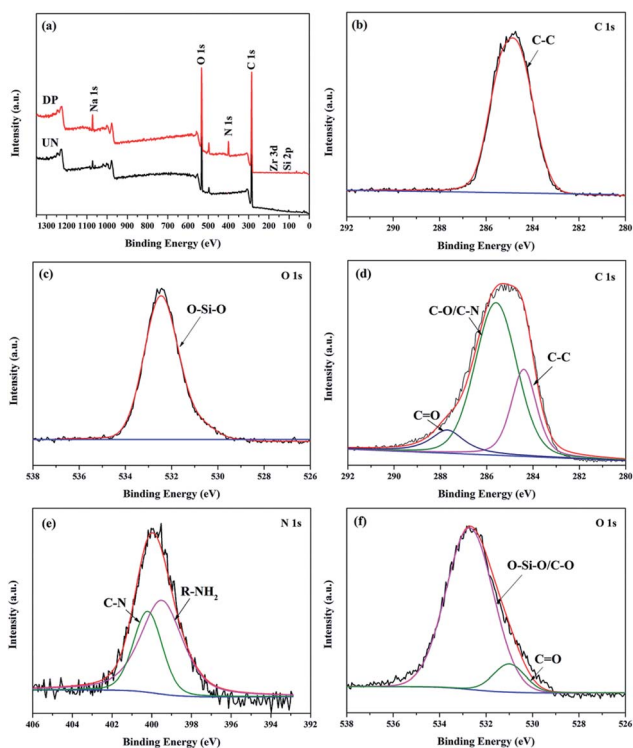 (a)
Intensity (a.u.)
DP
UN
Na 1s
O 1s
N 1s
C 1s
Zr 3d
Si 2p
1300 1200 1100 1000 900 800 700 600 500 400 300 200 100 0
Binding Energy (eV)
(b)
C 1s
Intensity (a.u.)
C-C
292 290 288 286 284 282 280
Binding Energy (eV)
(c)
O 1s
Intensity (a.u.)
O-Si-O
538 536 534 532 530 528 526
Binding Energy (eV)
(d)
C 1s
Intensity (a.u.)
C-O/C-N
C-C
C=O
292 290 288 286 284 282 280
Binding Energy (eV)
(e)
N 1s
Intensity (a.u.)
C-N
R-NH2
406 404 402 400 398 396 394 392
Binding Energy (eV)
(f)
O 1s
Intensity (a.u.)
O-Si-O/C-O
C=O
538 536 534 532 530 528 526
Binding Energy (eV)